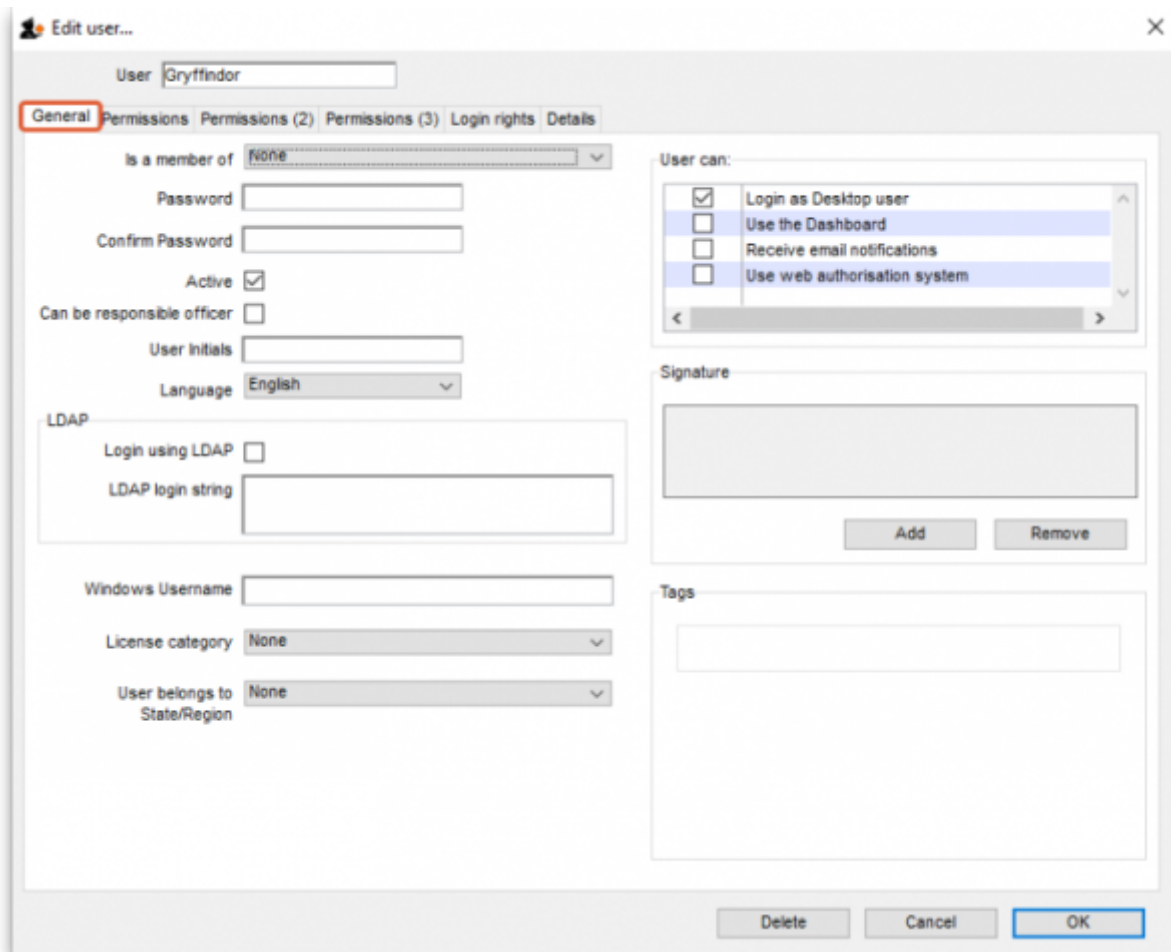 Edit user...
User Gryffindor
General Permissions Permissions (2) Permissions (3) Login rights Details
Is a member of None
Password
Confirm Password
Active
Can be responsible officer
User Initials
Language English
LDAP
Login using LDAP
LDAP login string
Windows Username
License category None
User belongs to None
State/Region
User can:
Login as Desktop user
Use the Dashboard
Receive email notifications
Use web authorisation system
Signature
Add Remove
Tags
Delete Cancel OK